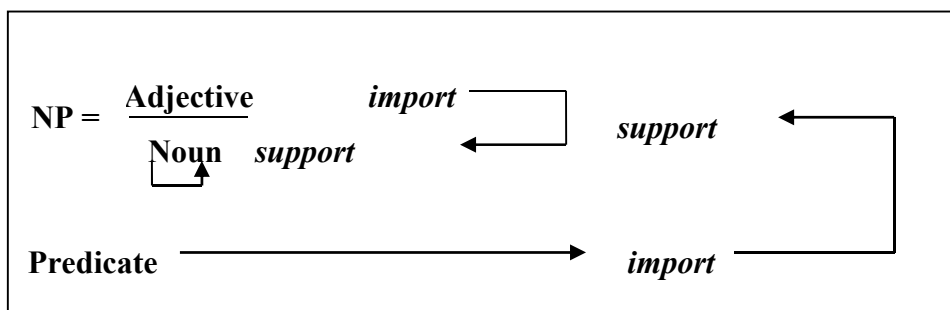 Adjective import
NP = support
Noun support
Predicate import